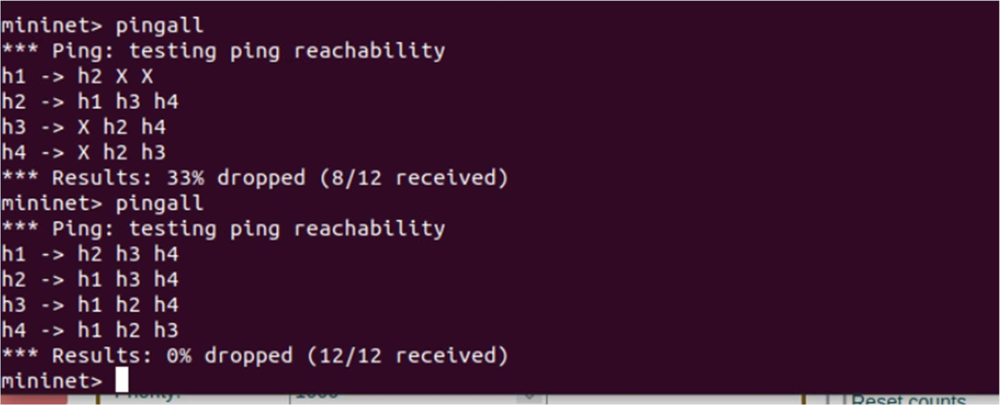 mininet> pingall
*** Ping: testing ping reachability
h1 -> h2 X X
h2 -> h1 h3 h4
h3 -> X h2 h4
h4 -> X h2 h3
*** Results: 33% dropped (8/12 received)
mininet> pingall
*** Ping: testing ping reachability
h1 -> h2 h3 h4
h2 -> h1 h3 h4
h3 -> h1 h2 h4
h4 -> h1 h2 h3
*** Results: 0% dropped (12/12 received)
mininet>
Priority: 1000 Reset counts